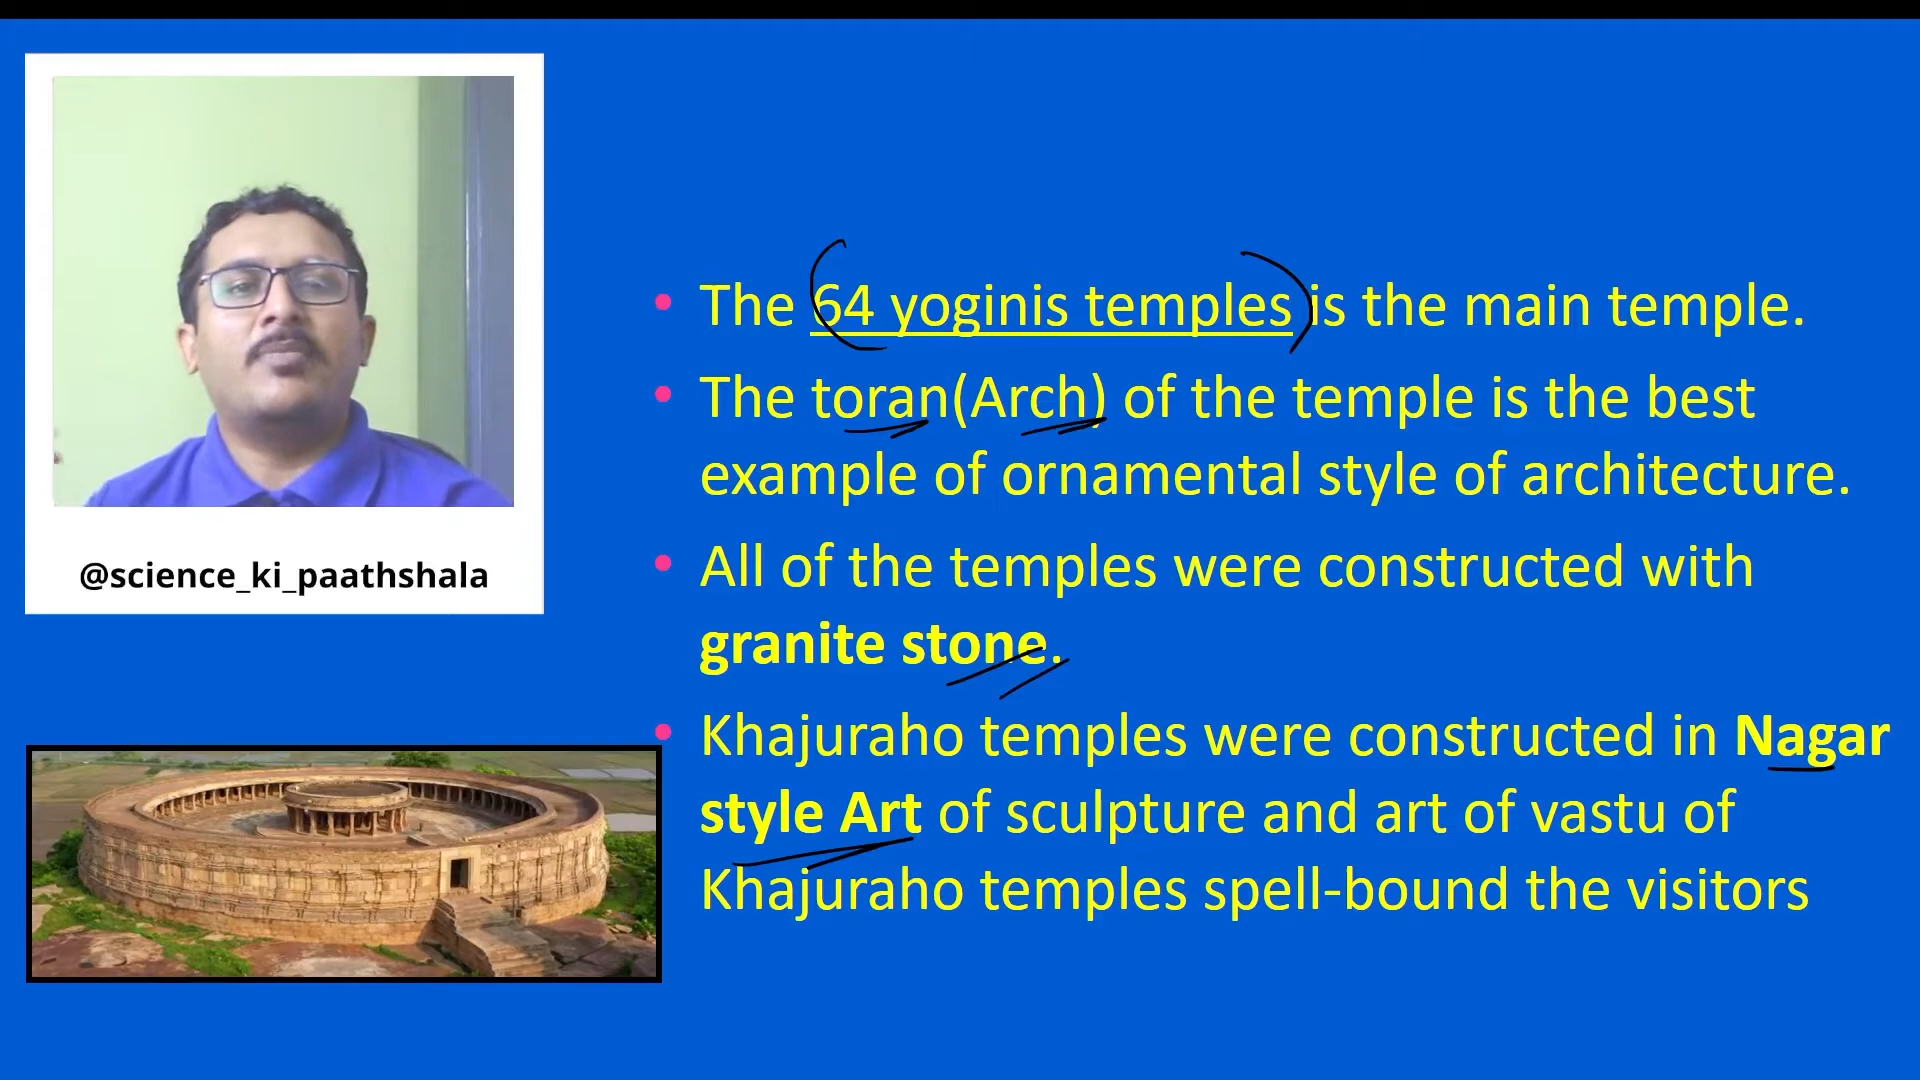 @science_ki_paathshala
• The 64 yoginis temples is the main temple.
• The toran(Arch) of the temple is the best
example of ornamental style of architecture.
• All of the temples were constructed with
granite stone.
• Khajuraho temples were constructed in Nagar
style Art of sculpture and art of vastu of
Khajuraho temples spell-bound the visitors